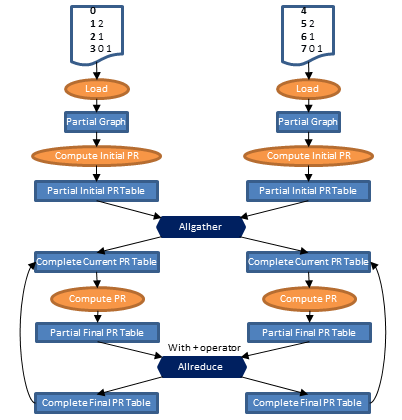 0
1 2
2 1
3 0 1
4
5 2
6 1
7 0 1
Load
Load
Partial Graph
Partial Graph
Compute Initial PR
Compute Initial PR
Partial Initial PR Table
Partial Initial PR Table
Allgather
Complete Current PR Table
Complete Current PR Table
Compute PR
Compute PR
Partial Final PR Table
Partial Final PR Table
With + operator
Allreduce
Complete Final PR Table
Complete Final PR Table